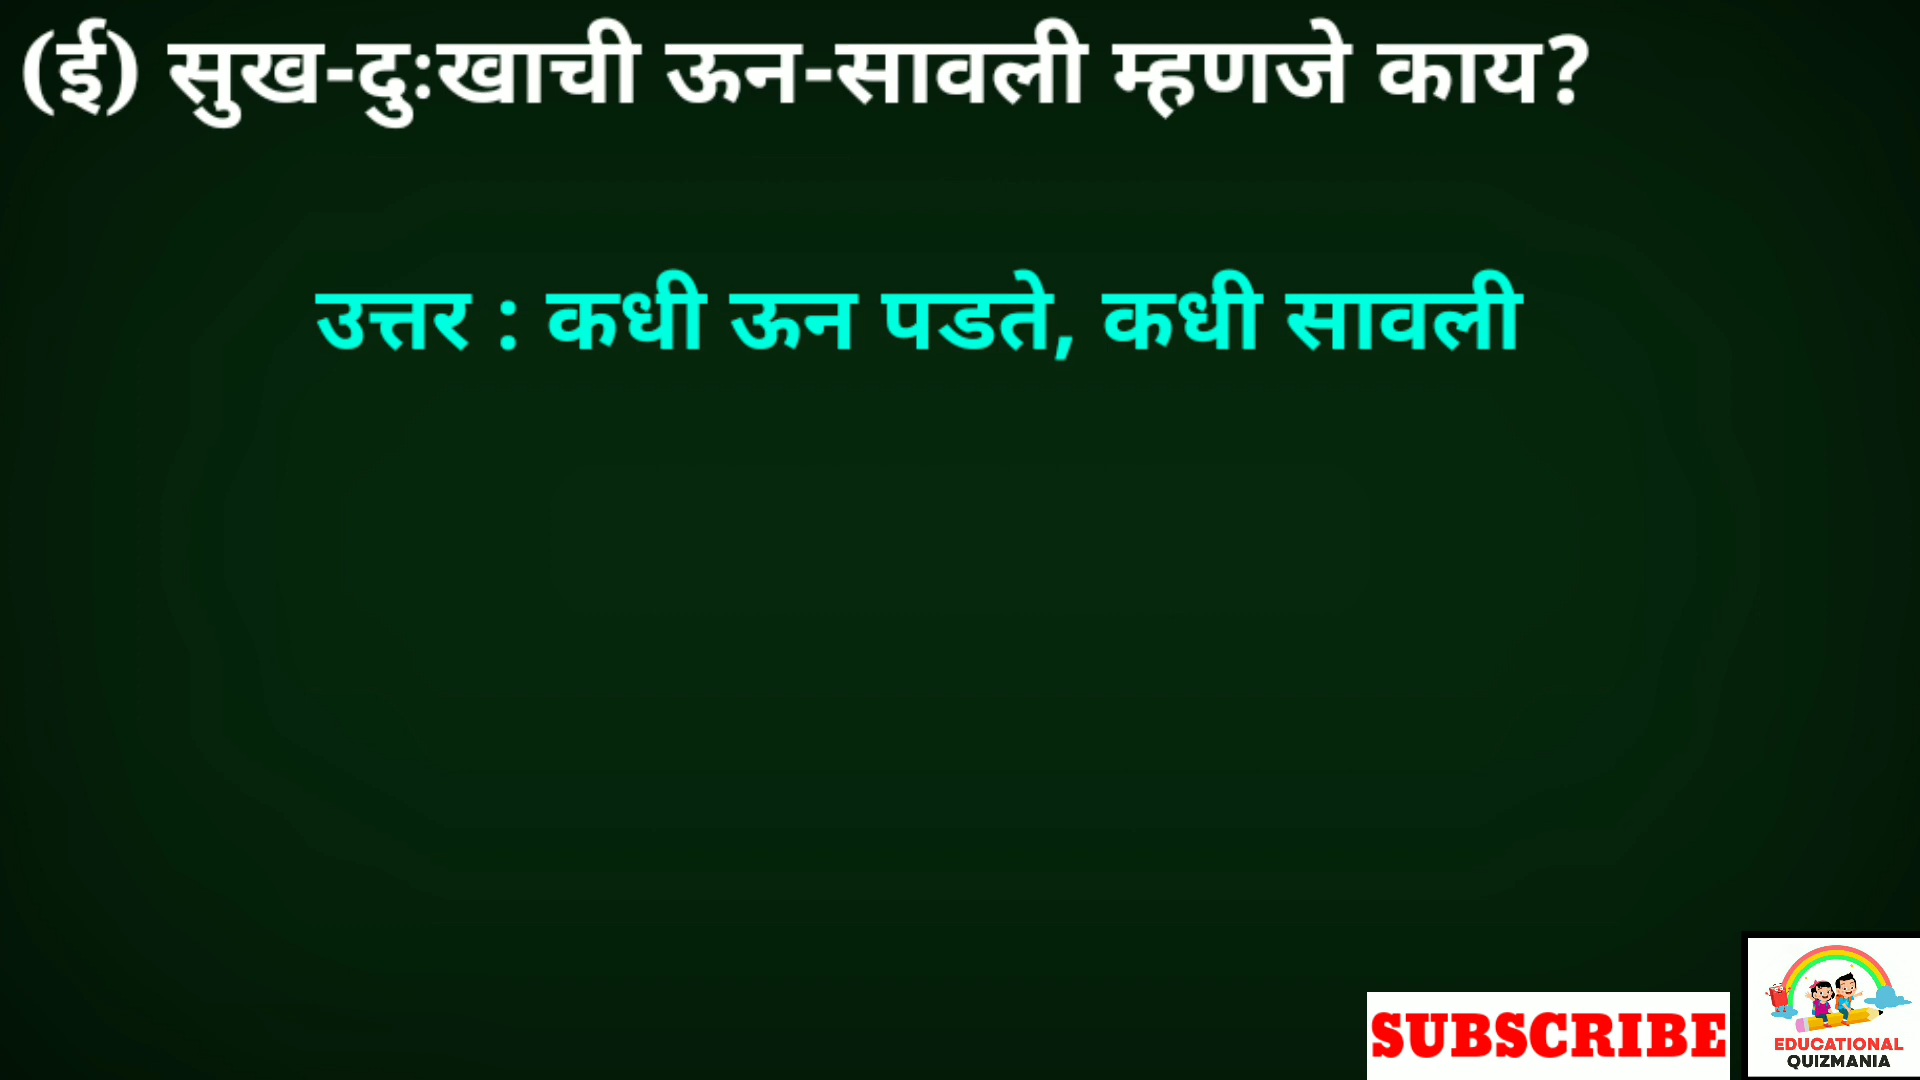 (ई) सुख-दुःखाची ऊन-सावली म्हणजे काय?
उत्तर : कधी ऊन पडते, कधी सावली
SUBSCRIBE
EDUCATIONAL
QUIZMANIA